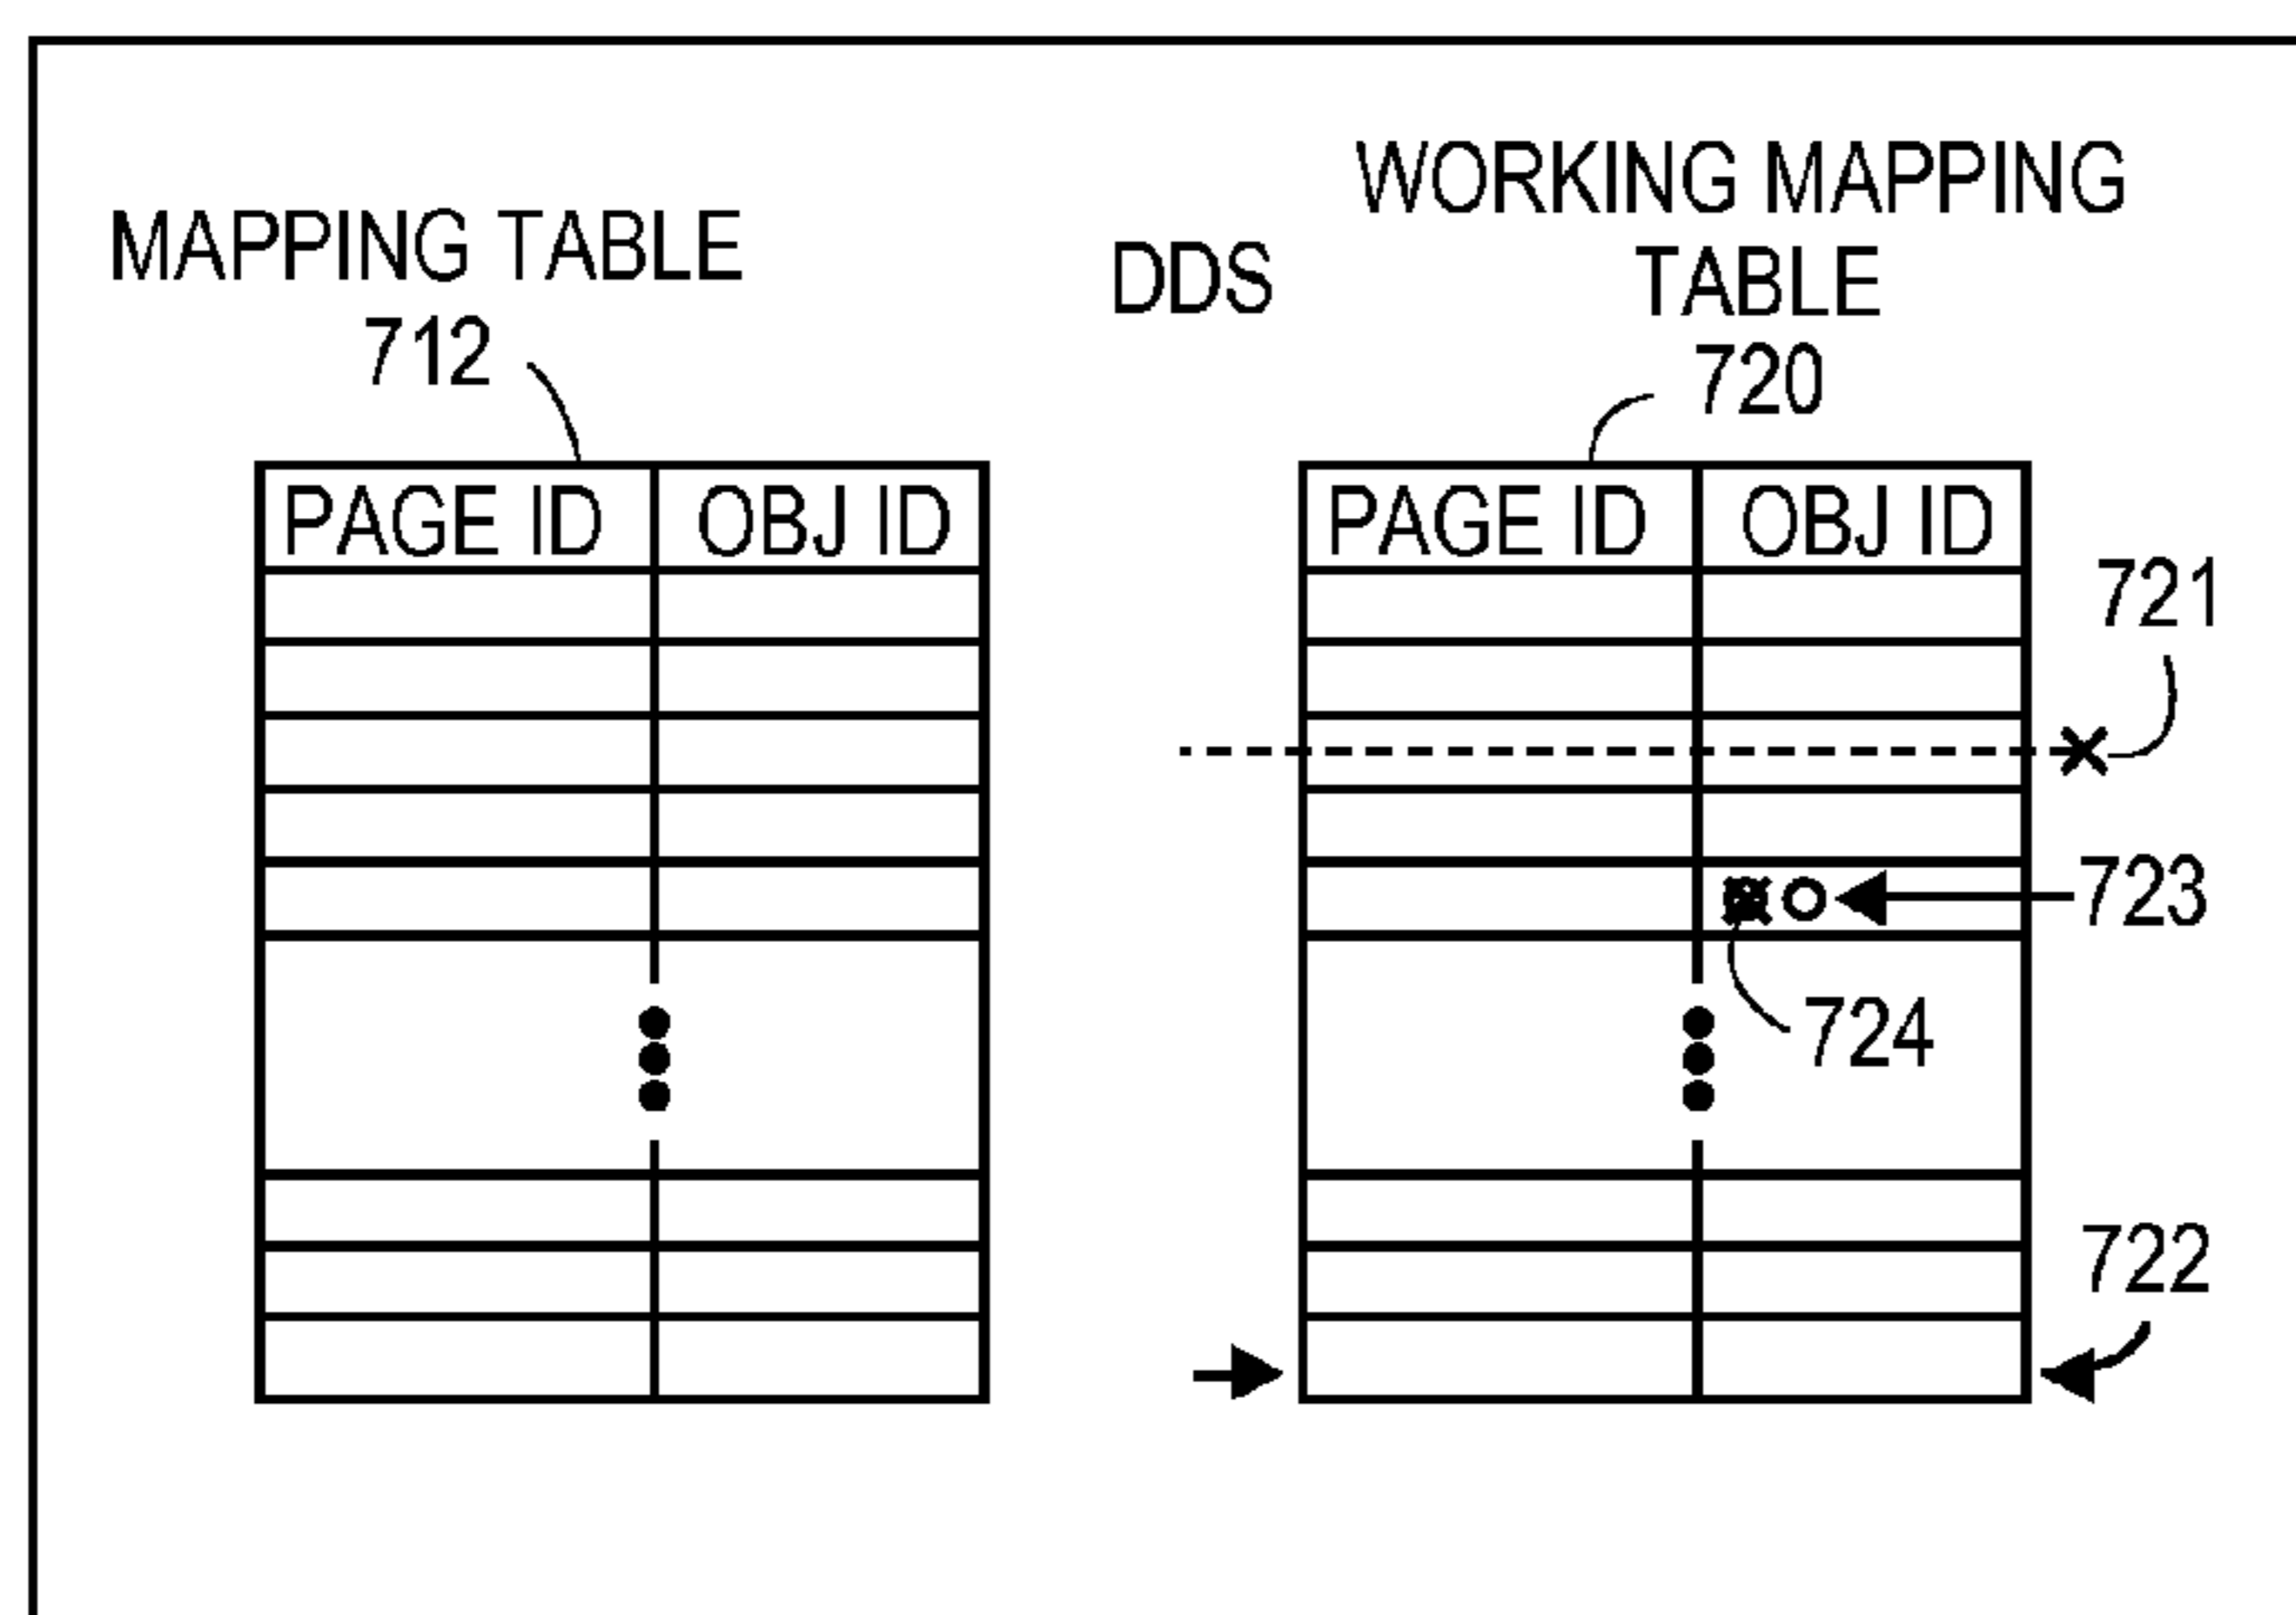 MAPPING TABLE
712
DDS
WORKING MAPPING
TABLE
720
PAGE ID OBJ ID
PAGE ID OBJ ID
721
723
724
722